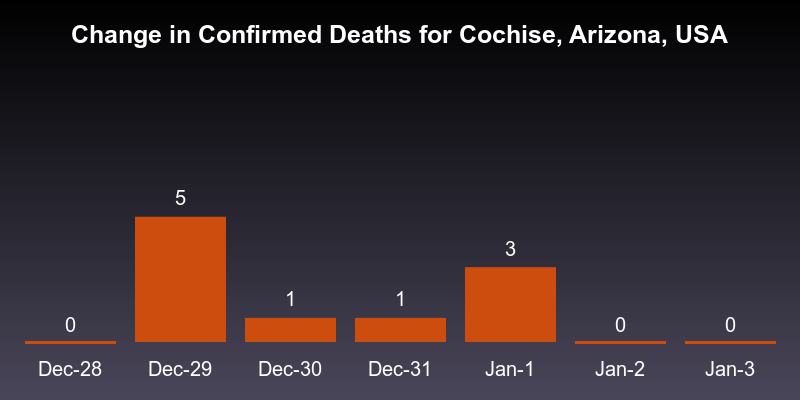 Change in Confirmed Deaths for Cochise, Arizona, USA
5
3
1
1
0
0
0
Dec-28
Dec-29
Dec-30
Dec-31
Jan-1
Jan-2
Jan-3